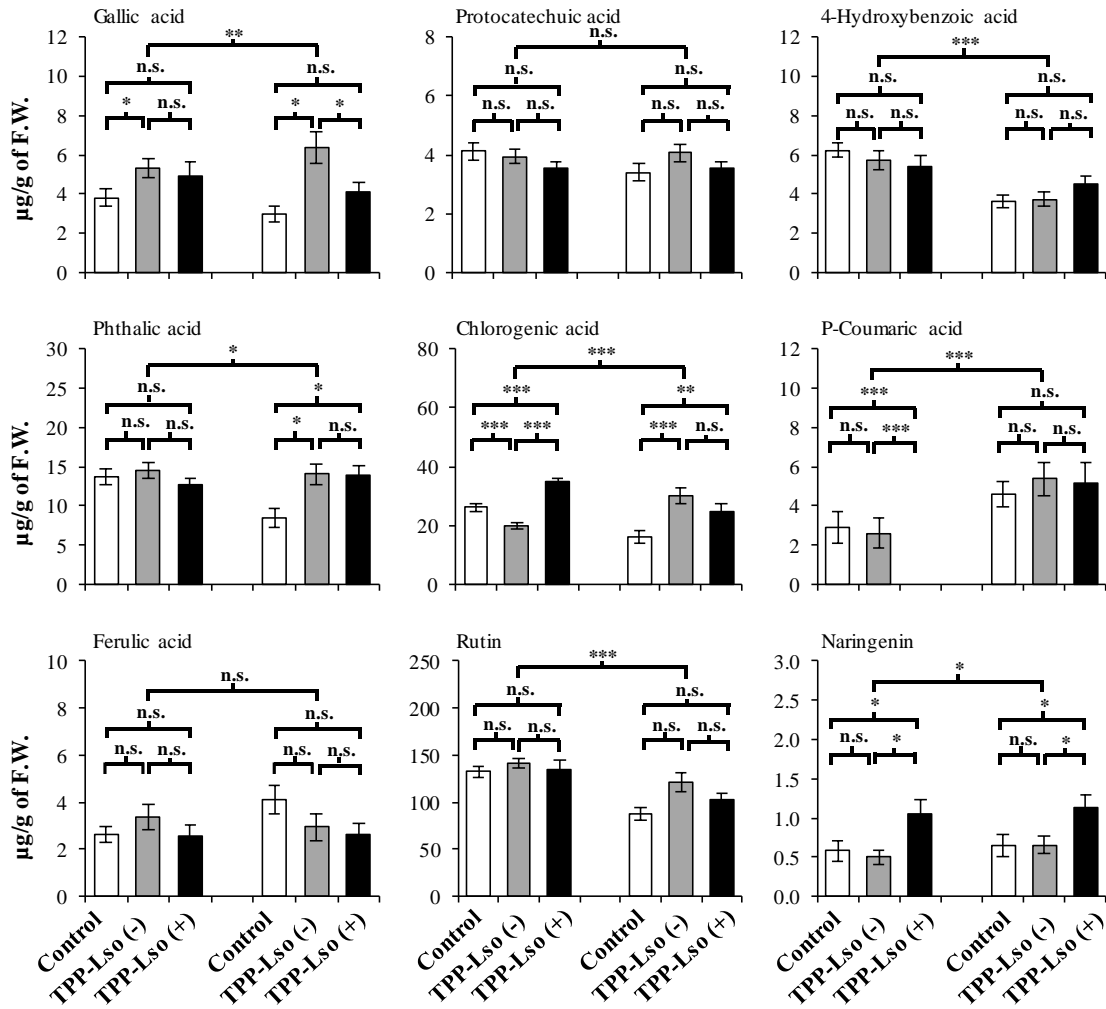 Gallic acid
12
10
8
6
4
2
0
µg/g of F.W.
**
n.s.
n.s.
*
n.s.
*
*
Protocatechuic acid
8
6
4
2
0
n.s.
n.s.
n.s.
n.s.
n.s.
n.s.
n.s.
4-Hydroxybenzoic acid
12
10
8
6
4
2
0
***
n.s.
n.s.
n.s.
n.s.
n.s.
n.s.
Phthalic acid
30
25
20
15
10
5
0
µg/g of F.W.
*
n.s.
*
n.s.
n.s.
*
n.s.
Chlorogenic acid
80
60
40
20
0
***
***
**
***
***
***
n.s.
P-Coumaric acid
12
10
8
6
4
2
0
***
***
n.s.
n.s.
***
n.s.
n.s.
Ferulic acid
10
8
6
4
2
0
µg/g of F.W.
n.s.
n.s.
n.s.
n.s.
n.s.
n.s.
n.s.
Control
TPP-Lso (-)
TPP-Lso (+)
Control
TPP-Lso (-)
TPP-Lso (+)
Rutin
250
200
150
100
50
0
***
n.s.
n.s.
n.s.
n.s.
n.s.
n.s.
Control
TPP-Lso (-)
TPP-Lso (+)
Control
TPP-Lso (-)
TPP-Lso (+)
Naringenin
3.0
2.5
2.0
1.5
1.0
0.5
0.0
*
*
*
n.s.
*
n.s.
*
Control
TPP-Lso (-)
TPP-Lso (+)
Control
TPP-Lso (-)
TPP-Lso (+)